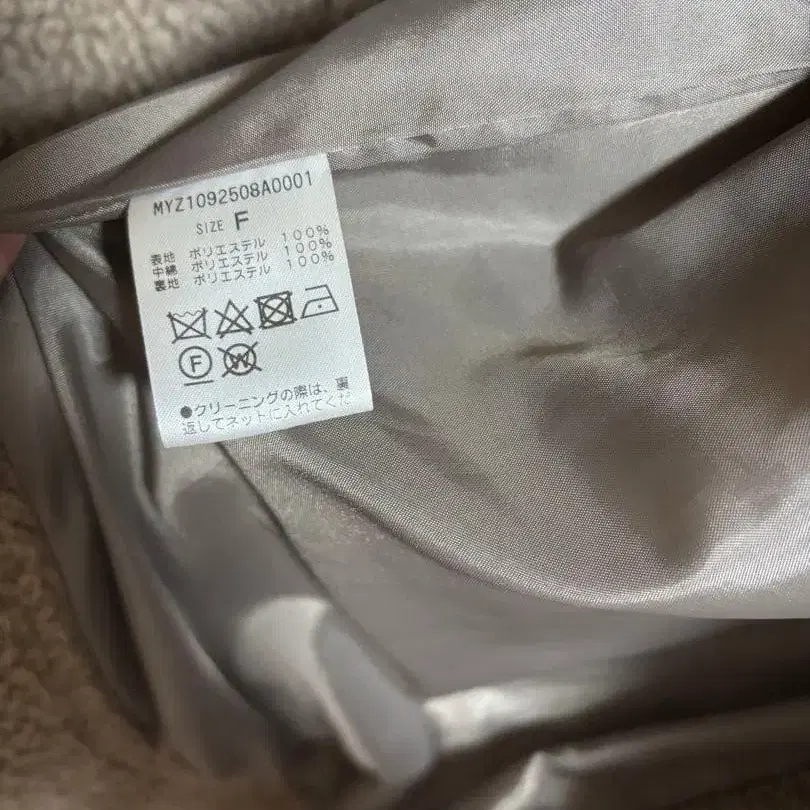 MYZ1092508A0001
SIZE F
表地 ポリエステル 100%
中綿 ポリエステル 100%
裏地 ポリエステル 100%
F W
●クリーニングの際は、裏
返してネットに入れてくだ